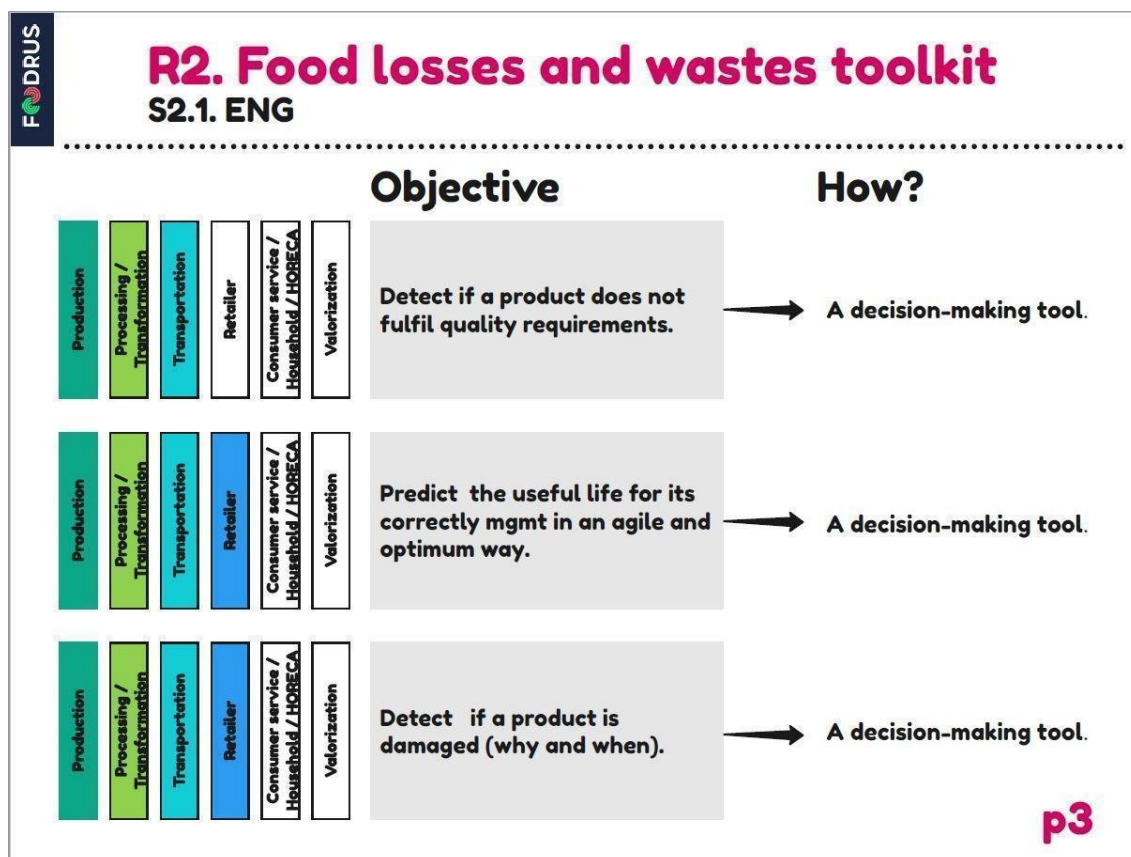 FOODRUS
R2. Food losses and wastes toolkit
S2.1. ENG
Objective
How?
Production
Processing /
Transformation
Transportation
Retailer
Consumer service /
Household / HORECA
Valorization
Detect if a product does not
fulfil quality requirements.
A decision-making tool.
Production
Processing /
Transformation
Transportation
Retailer
Consumer service /
Household / HORECA
Valorization
Predict the useful life for its
correctly mgmt in an agile and
optimum way.
A decision-making tool.
Production
Processing /
Transformation
Transportation
Retailer
Consumer service /
Household / HORECA
Valorization
Detect if a product is
damaged (why and when).
A decision-making tool.
p3